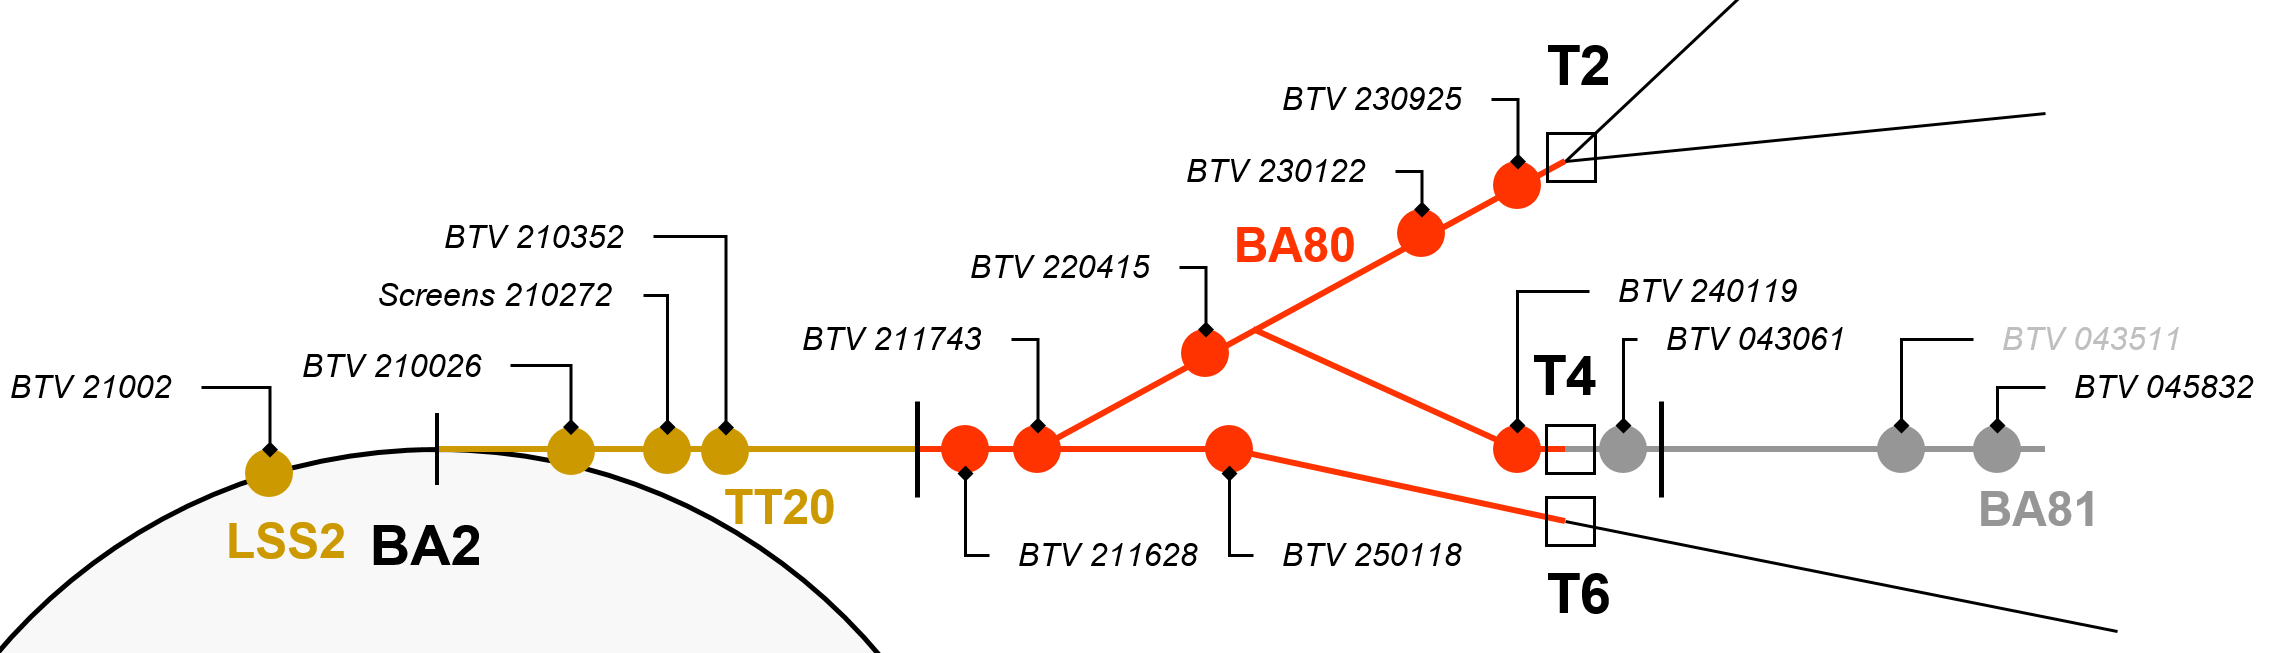 T2
BTV 230925
BTV 230122
BTV 210352
BA80
BTV 220415
Screens 210272
BTV 240119
BTV 211743
BTV 043061
BTV 043511
BTV 210026
T4
BTV 21002
BTV 045832
TT20
BA81
LSS2
BA2
BTV 211628
BTV 250118
T6